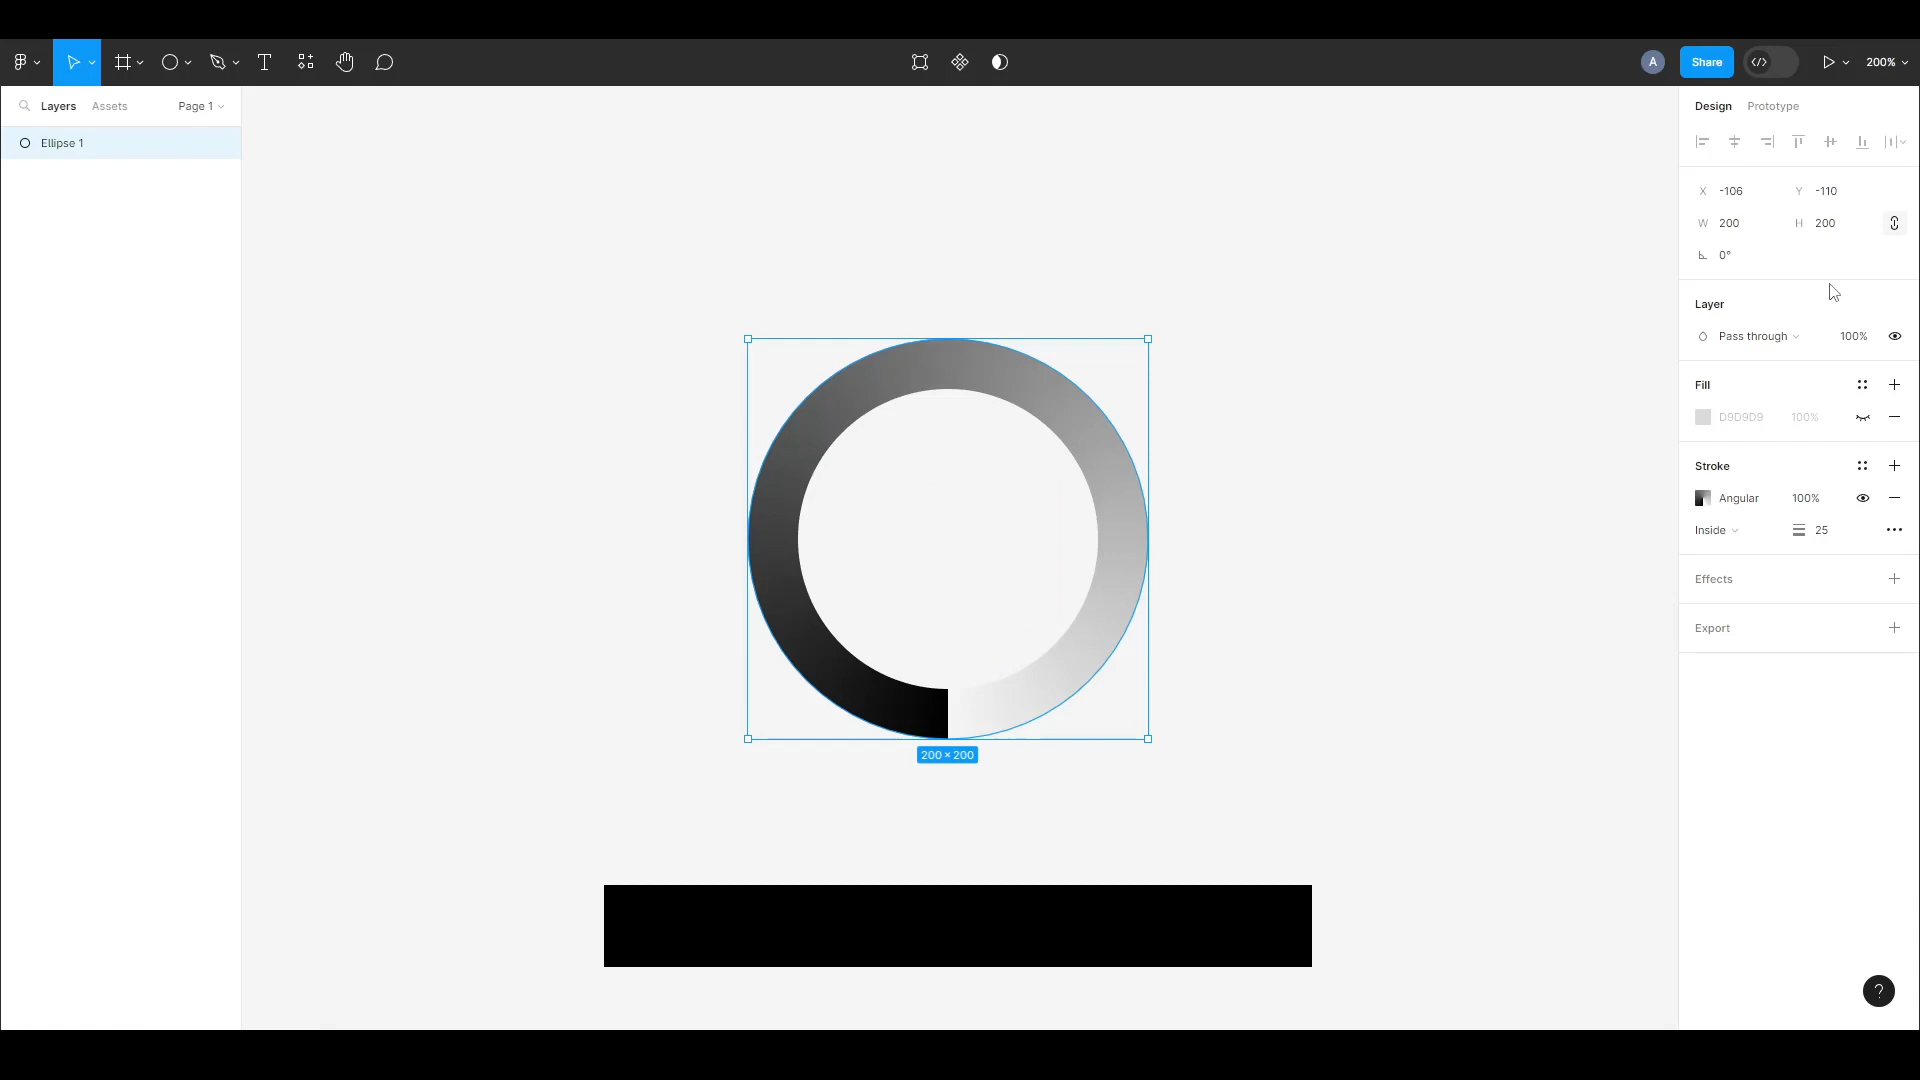 A
Share
200%
Layers
Assets
Page 1
Ellipse 1
200 × 200
Design
Prototype
X -106
Y -110
W 200
H 200
0°
Layer
Pass through
100%
Fill
D9D9D9
100%
Stroke
Angular
100%
Inside
25
Effects
Export
?